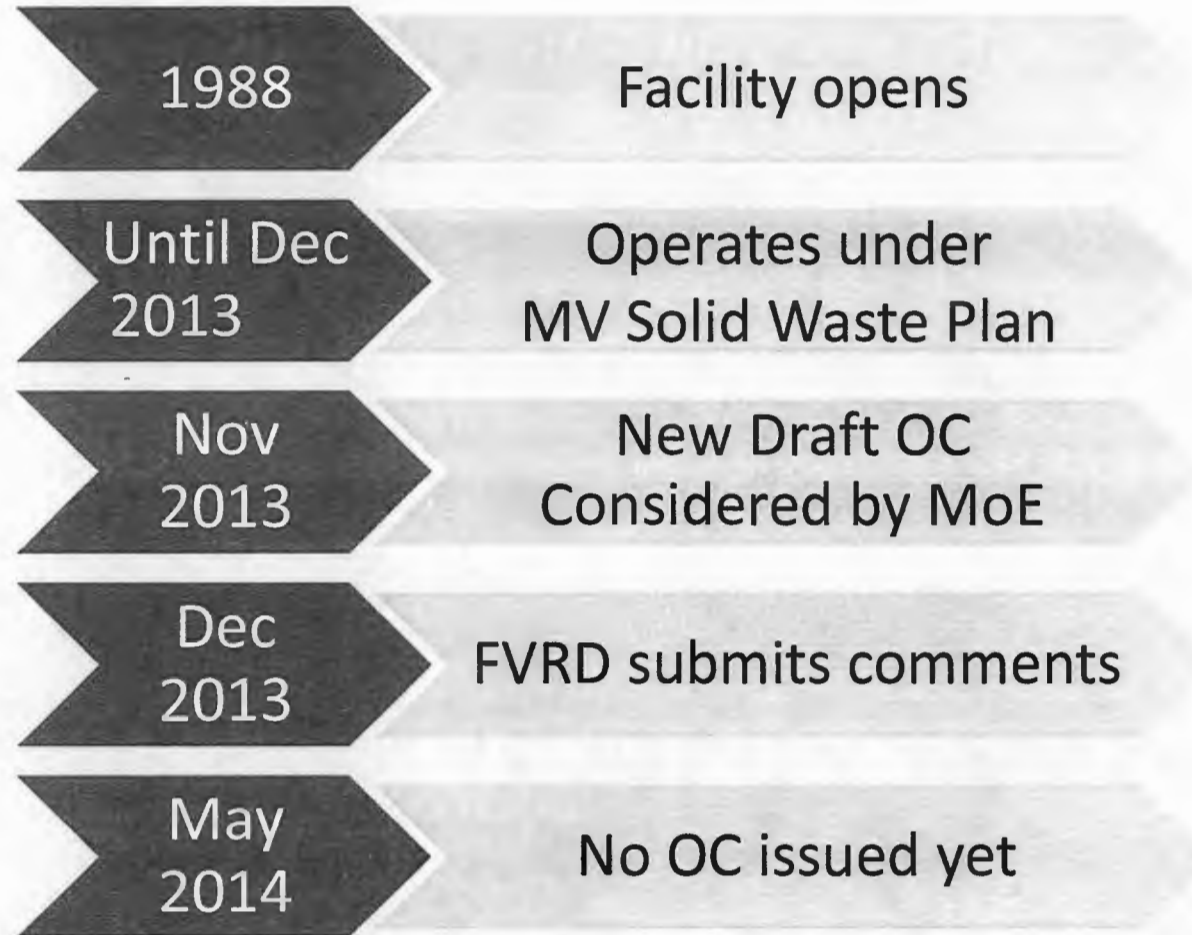 1988
Facility opens
Until Dec
2013
Operates under
MV Solid Waste Plan
Nov
2013
New Draft OC
Considered by MoE
Dec
2013
FVRD submits comments
May
2014
No OC issued yet